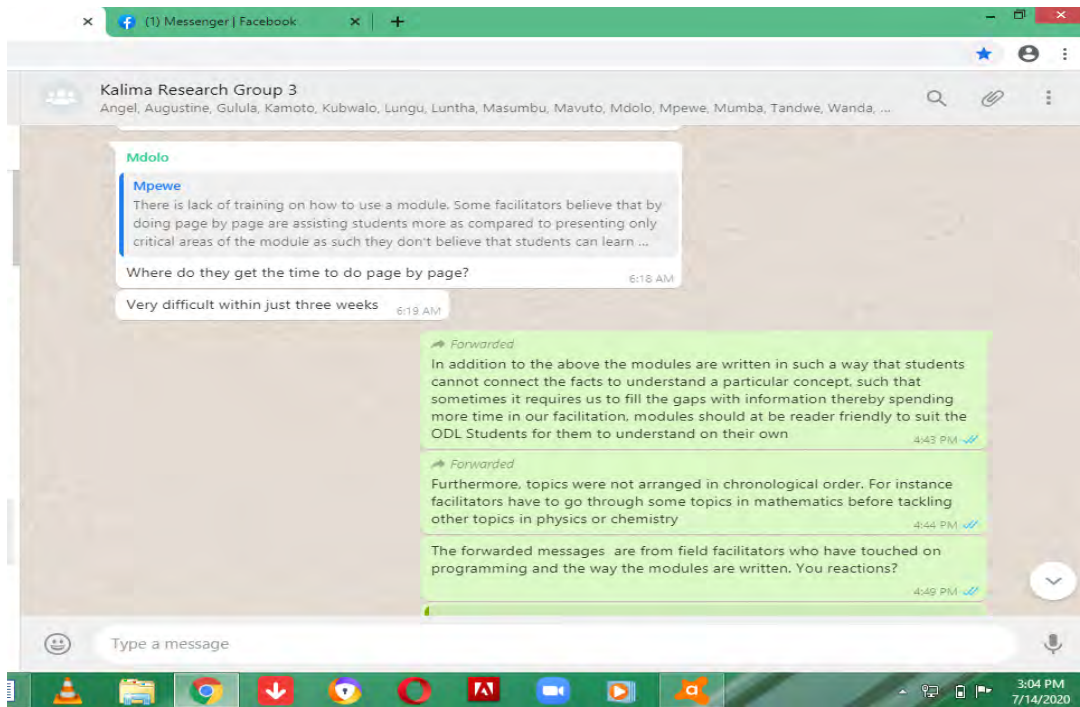 (1) Messenger | Facebook
Kalima Research Group 3
Angel, Augustine, Gulula, Kamoto, Kubwalo, Lungu, Luntha, Masumbu, Mavuto, Mdolo, Mpewe, Mumba, Tandwe, Wanda, ...
Mdolo
Mpewe
There is lack of training on how to use a module. Some facilitators believe that by
doing page by page are assisting students more as compared to presenting only
critical areas of the module as such they don't believe that students can learn ...
Where do they get the time to do page by page?
6:18 AM
Very difficult within just three weeks
6:19 AM
Forwarded
In addition to the above the modules are written in such a way that students
cannot connect the facts to understand a particular concept, such that
sometimes it requires us to fill the gaps with information thereby spending
more time in our facilitation, modules should at be reader friendly to suit the
ODL Students for them to understand on their own
4:43 PM
Forwarded
Furthermore, topics were not arranged in chronological order. For instance
facilitators have to go through some topics in mathematics before tackling
other topics in physics or chemistry
4:44 PM
The forwarded messages are from field facilitators who have touched on
programming and the way the modules are written. You reactions?
4:49 PM
Type a message
3:04 PM
7/14/2020